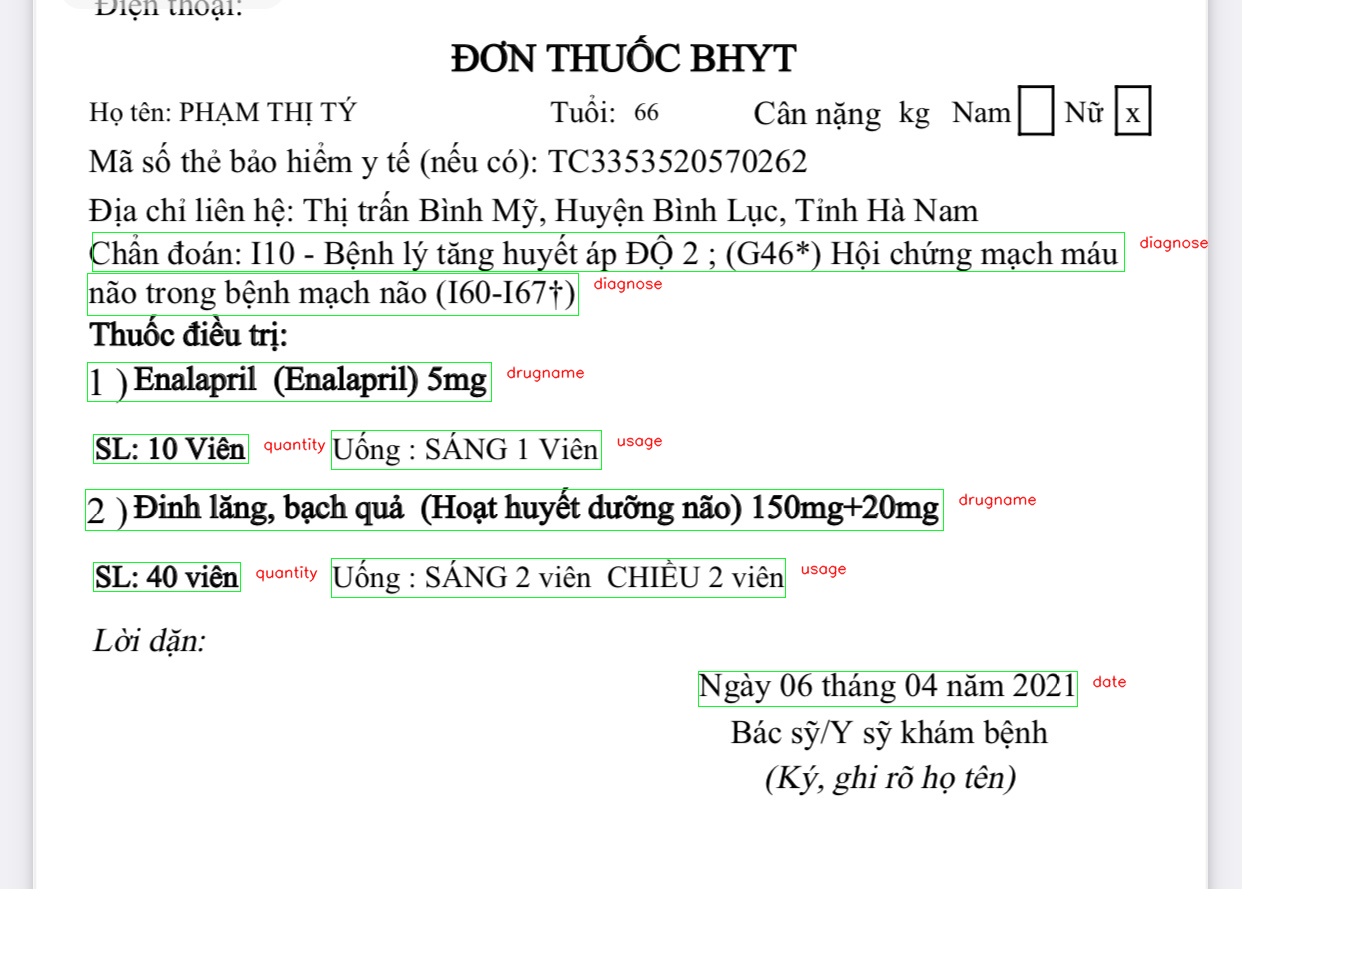 Điện thoại:
ĐƠN THUỐC BHYT
Họ tên: PHẠM THỊ TÝ Tuổi: 66 Cân nặng kg Nam Nữ x
Mã số thẻ bảo hiểm y tế (nếu có): TC3353520570262
Địa chỉ liên hệ: Thị trấn Bình Mỹ, Huyện Bình Lục, Tỉnh Hà Nam
Chẩn đoán: I10 - Bệnh lý tăng huyết áp ĐỘ 2 ; (G46*) Hội chứng mạch máu diagnose
não trong bệnh mạch não (I60-I67†) diagnose
Thuốc điều trị:
1 ) Enalapril (Enalapril) 5mg drugname
SL: 10 Viên quantity Uống : SÁNG 1 Viên usage
2 ) Đinh lăng, bạch quả (Hoạt huyết dưỡng não) 150mg+20mg drugname
SL: 40 viên quantity Uống : SÁNG 2 viên CHIỀU 2 viên usage
Lời dặn:
Ngày 06 tháng 04 năm 2021 date
Bác sỹ/Y sỹ khám bệnh
(Ký, ghi rõ họ tên)